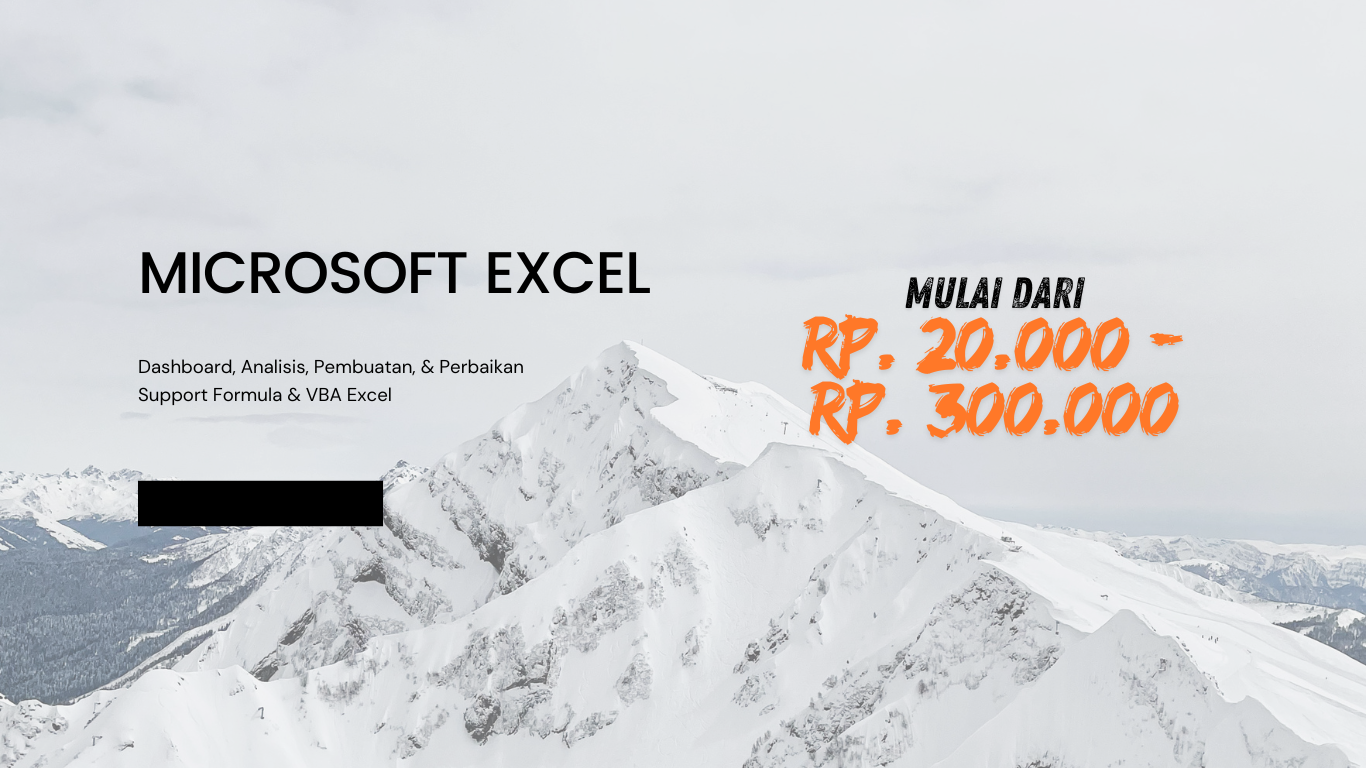 MICROSOFT EXCEL
Dashboard, Analisis, Pembuatan, & Perbaikan
Support Formula & VBA Excel
MULAI DARI
RP. 20.000 -
RP. 300.000